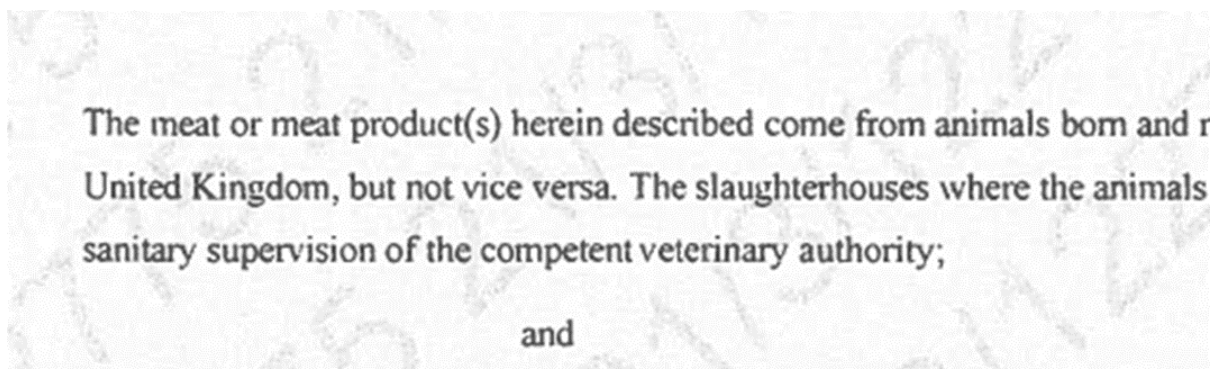 The meat or meat product(s) herein described come from animals born and r
United Kingdom, but not vice versa. The slaughterhouses where the animals
sanitary supervision of the competent veterinary authority;
and